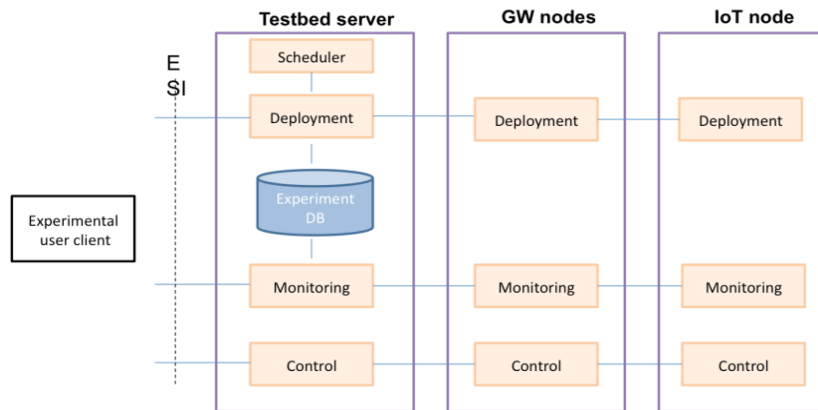 Testbed server
GW nodes
IoT node
E
SI
Scheduler
Deployment
Deployment
Deployment
Experiment
DB
Experimental
user client
Monitoring
Monitoring
Monitoring
Control
Control
Control